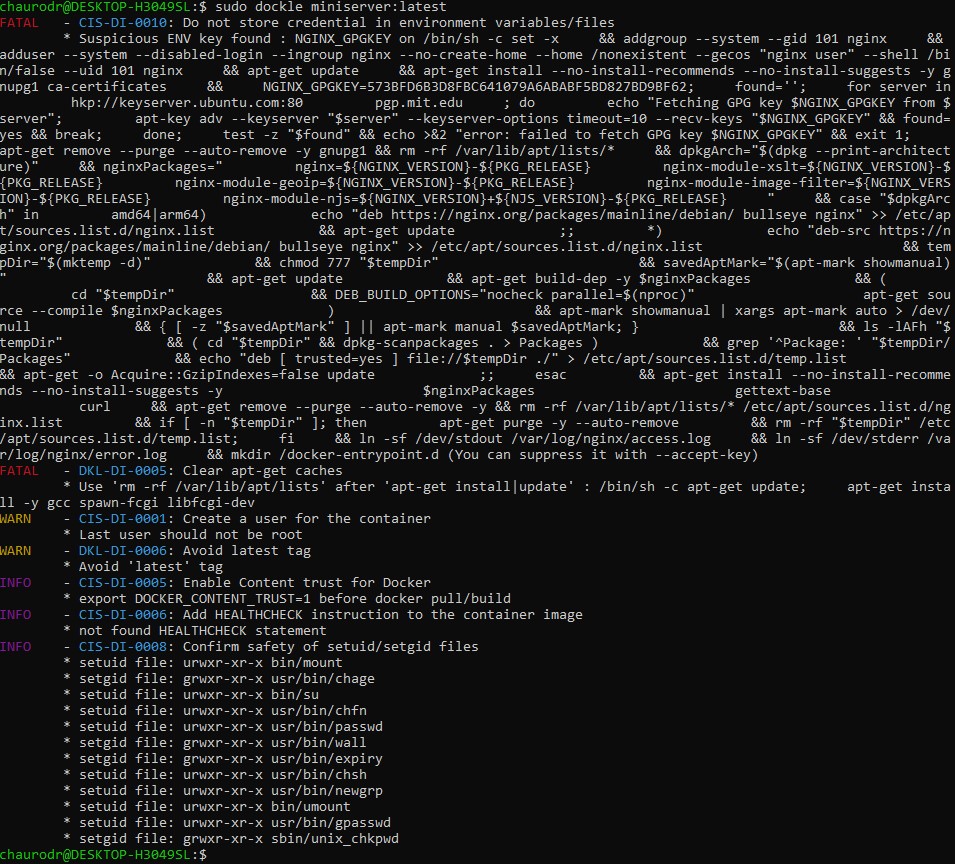 chaurodr@DESKTOP-H3049SL:$ sudo dockle miniserver:latest
FATAL   - CIS-DI-0010: Do not store credential in environment variables/files
        * Suspicious ENV key found : NGINX_GPGKEY on /bin/sh -c set -x     && addgroup --system --gid 101 nginx     &&
adduser --system --disabled-login --ingroup nginx --no-create-home --home /nonexistent --gecos "nginx user" --shell /bi
n/false --uid 101 nginx     && apt-get update     && apt-get install --no-install-recommends --no-install-suggests -y g
nupg1 ca-certificates     &&     NGINX_GPGKEY=573BFD6B3D8FBC641079A6ABABF5BD827BD9BF62;     found='';     for server in
         hkp://keyserver.ubuntu.com:80         pgp.mit.edu     ; do         echo "Fetching GPG key $NGINX_GPGKEY from $
server";         apt-key adv --keyserver "$server" --keyserver-options timeout=10 --recv-keys "$NGINX_GPGKEY" && found=
yes && break;     done;     test -z "$found" && echo >&2 "error: failed to fetch GPG key $NGINX_GPGKEY" && exit 1;
apt-get remove --purge --auto-remove -y gnupg1 && rm -rf /var/lib/apt/lists/*     && dpkgArch="$(dpkg --print-architect
ure)"     && nginxPackages="         nginx=${NGINX_VERSION}-${PKG_RELEASE}         nginx-module-xslt=${NGINX_VERSION}-$
{PKG_RELEASE}         nginx-module-geoip=${NGINX_VERSION}-${PKG_RELEASE}         nginx-module-image-filter=${NGINX_VERS
ION}-${PKG_RELEASE}         nginx-module-njs=${NGINX_VERSION}+${NJS_VERSION}-${PKG_RELEASE}     "     && case "$dpkgArc
h" in         amd64|arm64)             echo "deb https://nginx.org/packages/mainline/debian/ bullseye nginx" >> /etc/ap
t/sources.list.d/nginx.list             && apt-get update             ;;         *)             echo "deb-src https://n
ginx.org/packages/mainline/debian/ bullseye nginx" >> /etc/apt/sources.list.d/nginx.list                         && tem
pDir="$(mktemp -d)"             && chmod 777 "$tempDir"                         && savedAptMark="$(apt-mark showmanual)
"             && apt-get update             && apt-get build-dep -y $nginxPackages             && (
         cd "$tempDir"                 && DEB_BUILD_OPTIONS="nocheck parallel=$(nproc)"                     apt-get sou
rce --compile $nginxPackages             )                         && apt-mark showmanual | xargs apt-mark auto > /dev/
null             && { [ -z "$savedAptMark" ] || apt-mark manual $savedAptMark; }                         && ls -lAFh "$
tempDir"             && ( cd "$tempDir" && dpkg-scanpackages . > Packages )             && grep '^Package: ' "$tempDir/
Packages"             && echo "deb [ trusted=yes ] file://$tempDir ./" > /etc/apt/sources.list.d/temp.list
&& apt-get -o Acquire::GzipIndexes=false update             ;;     esac         && apt-get install --no-install-recomme
nds --no-install-suggests -y                         $nginxPackages                         gettext-base
          curl     && apt-get remove --purge --auto-remove -y && rm -rf /var/lib/apt/lists/* /etc/apt/sources.list.d/ng
inx.list         && if [ -n "$tempDir" ]; then         apt-get purge -y --auto-remove         && rm -rf "$tempDir" /etc
/apt/sources.list.d/temp.list;     fi     && ln -sf /dev/stdout /var/log/nginx/access.log     && ln -sf /dev/stderr /va
r/log/nginx/error.log     && mkdir /docker-entrypoint.d (You can suppress it with --accept-key)
FATAL   - DKL-DI-0005: Clear apt-get caches
        * Use 'rm -rf /var/lib/apt/lists' after 'apt-get install|update' : /bin/sh -c apt-get update;     apt-get insta
ll -y gcc spawn-fcgi libfcgi-dev
WARN    - CIS-DI-0001: Create a user for the container
        * Last user should not be root
WARN    - DKL-DI-0006: Avoid latest tag
        * Avoid 'latest' tag
INFO    - CIS-DI-0005: Enable Content trust for Docker
        * export DOCKER_CONTENT_TRUST=1 before docker pull/build
INFO    - CIS-DI-0006: Add HEALTHCHECK instruction to the container image
        * not found HEALTHCHECK statement
INFO    - CIS-DI-0008: Confirm safety of setuid/setgid files
        * setuid file: urwxr-xr-x bin/mount
        * setgid file: grwxr-xr-x usr/bin/chage
        * setuid file: urwxr-xr-x bin/su
        * setuid file: urwxr-xr-x usr/bin/chfn
        * setuid file: urwxr-xr-x usr/bin/passwd
        * setgid file: grwxr-xr-x usr/bin/wall
        * setgid file: grwxr-xr-x usr/bin/expiry
        * setuid file: urwxr-xr-x usr/bin/chsh
        * setuid file: urwxr-xr-x usr/bin/newgrp
        * setuid file: urwxr-xr-x bin/umount
        * setuid file: urwxr-xr-x usr/bin/gpasswd
        * setgid file: grwxr-xr-x sbin/unix_chkpwd
chaurodr@DESKTOP-H3049SL:$